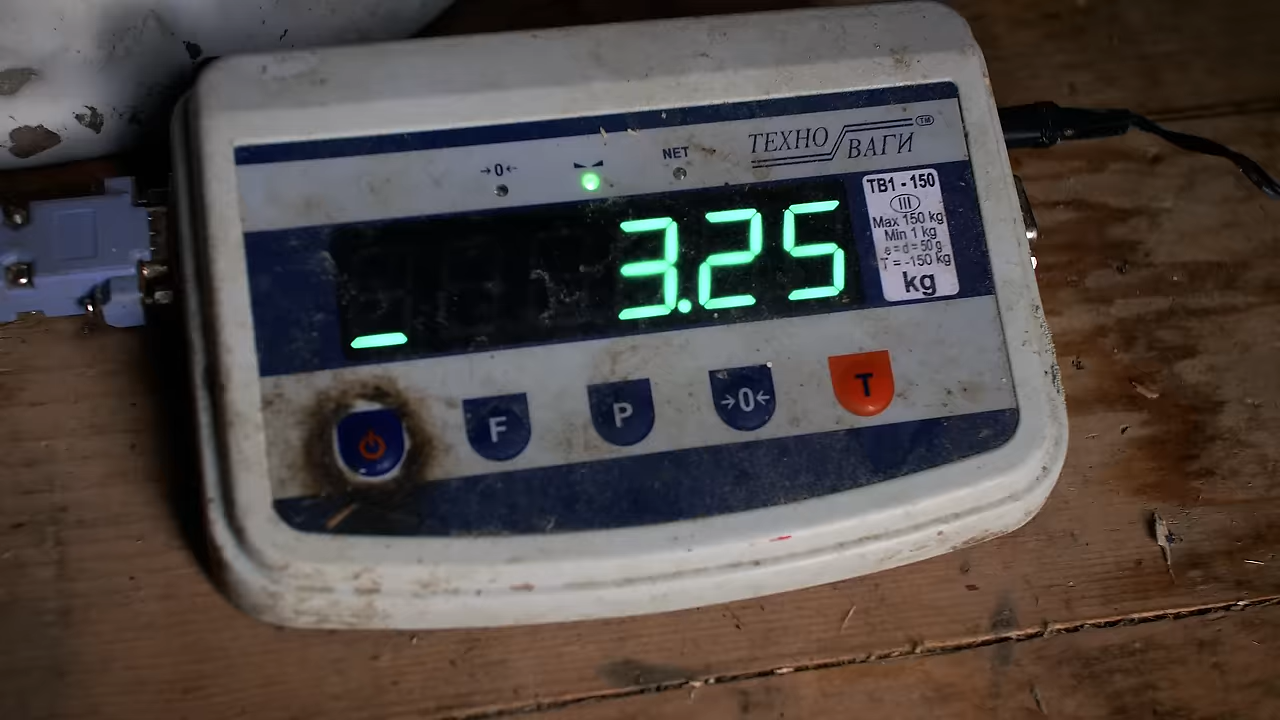 →0←
NET
ТЕХНО
ВАГИ
TM
ТВ1 - 150
III
Max 150 kg
Min 1 kg
e = d = 50 g
T = -150 kg
kg
_ 3.25
F
P
→0←
T